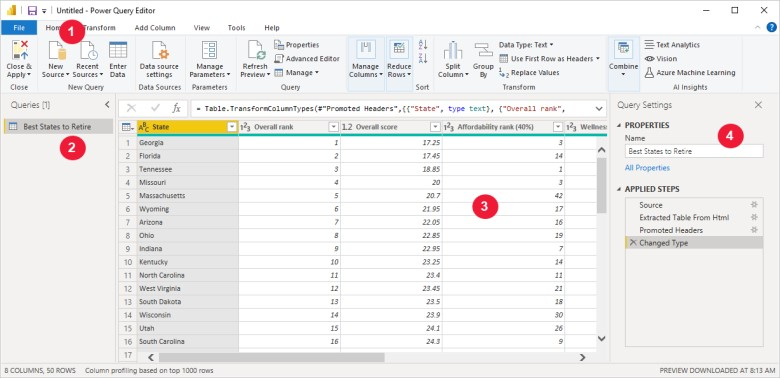 Untitled - Power Query Editor
File Home Transform Add Column View Tools Help
1
Close & Apply
New Source
Recent Sources
Enter Data
Data source settings
Manage Parameters
Refresh Preview
Properties
Advanced Editor
Manage
Manage Columns
Reduce Rows
Split Column
Group By
Data Type: Text
Use First Row as Headers
Replace Values
Combine
Text Analytics
Vision
Azure Machine Learning
Close
New Query
Data Sources
Parameters
Query
Sort
Transform
AI Insights
Queries [1]
Best States to Retire
2
= Table.TransformColumnTypes(#"Promoted Headers",{{"State", type text}, {"Overall rank",
State 123 Overall rank 1.2 Overall score 123 Affordability rank (40%) 123 Wellness
1 Georgia 1 17.25 3
2 Florida 2 17.45 14
3 Tennessee 3 18.85 1
4 Missouri 4 20 3
5 Massachusetts 5 20.7 42
6 Wyoming 6 21.95 17
7 Arizona 7 22.05 16
8 Ohio 8 22.85 19
9 Indiana 9 22.95 7
10 Kentucky 10 23.25 14
11 North Carolina 11 23.4 11
12 West Virginia 12 23.45 21
13 South Dakota 13 23.5 18
14 Wisconsin 14 23.9 30
15 Utah 15 24.1 26
16 South Carolina 16 24.3 9
17
3
Query Settings
PROPERTIES
Name
Best States to Retire
All Properties
4
APPLIED STEPS
Source
Extracted Table From Html
Promoted Headers
Changed Type
8 COLUMNS, 50 ROWS Column profiling based on top 1000 rows PREVIEW DOWNLOADED AT 8:13 AM